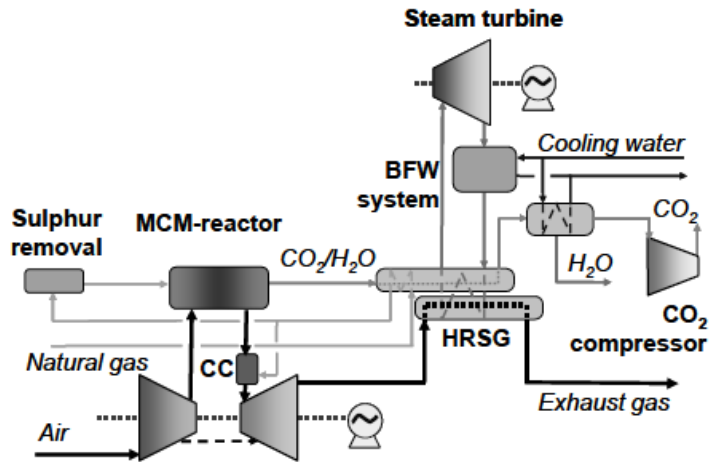 Steam turbine
Cooling water
BFW
system
Sulphur
removal
MCM-reactor
CO₂/H₂O
CO₂
H₂O
Natural gas
CC
HRSG
CO₂
compressor
Air
Exhaust gas